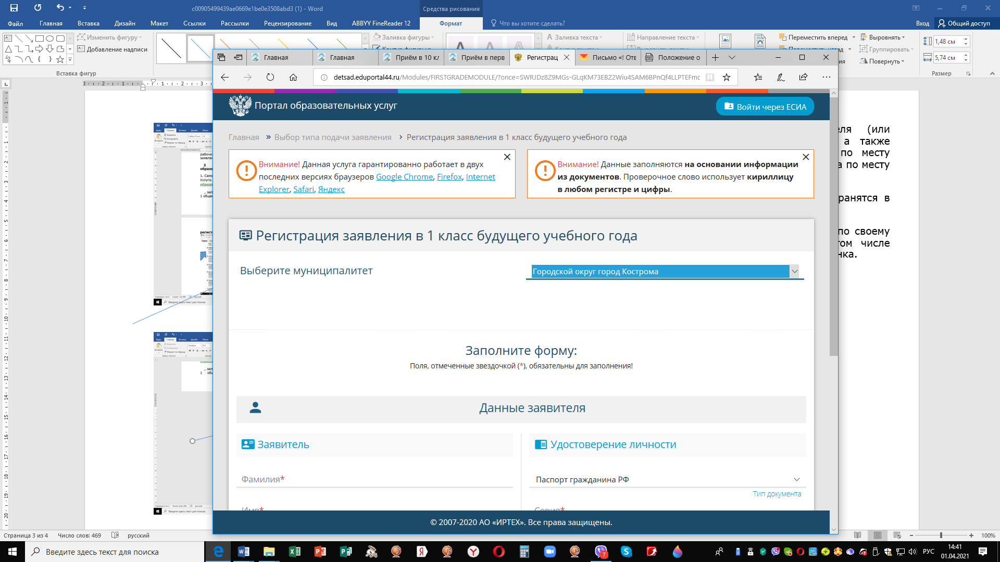 c00905499439ae0669e1be0e3508abd3 (1) - Word
Средства рисования
Файл Главная Вставка Дизайн Макет Ссылки Рассылки Рецензирование Вид ABBYY FineReader 12 Формат Что вы хотите сделать? Вход Общий доступ
Изменить фигуру
Добавление надписи
Вставка фигур
Заливка фигуры
Заливка текста
Направление текста
Переместить вперед
Выровнять
Группировать
Повернуть
1,48 см
5,74 см
Размер
Главная Главная Приём в 10 кл Приём в перв Регистрац Письмо «! Отв Положение о
detsad.eduportal44.ru/Modules/FIRSTGRADEMODULE/?once=SWRJDz8Z9MGs-GLqKM73EBZ2Wiu4SAM6BPnQf4LLPTEFmc
Портал образовательных услуг
Войти через ЕСИА
Главная » Выбор типа подачи заявления › Регистрация заявления в 1 класс будущего учебного года
Внимание! Данная услуга гарантированно работает в двух
последних версиях браузеров Google Chrome, Firefox, Internet
Explorer, Safari, Яндекс
Внимание! Данные заполняются на основании информации
из документов. Проверочное слово использует кириллицу
в любом регистре и цифры.
Регистрация заявления в 1 класс будущего учебного года
Выберите муниципалитет
Городской округ город Кострома
Заполните форму:
Поля, отмеченные звездочкой (*), обязательны для заполнения!
Данные заявителя
Заявитель
Удостоверение личности
Фамилия*
Паспорт гражданина РФ
Тип документа
Имя*
Серия*
© 2007-2020 АО «ИРТЕХ». Все права защищены.
еля (или
а также
по месту
а по месту
ранятся в
по своему
том числе
нка.
Страница 3 из 4 Число слов: 469 русский
100%
Введите здесь текст для поиска
7
РУС
14:41
01.04.2021